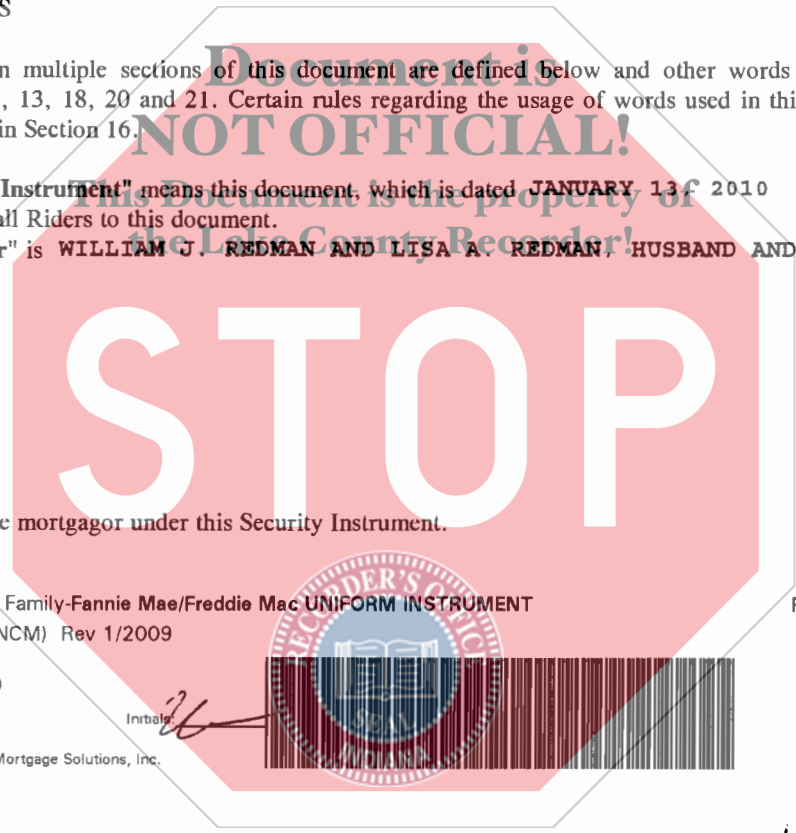 S
n multiple sections of this document are defined below and other words
, 13, 18, 20 and 21. Certain rules regarding the usage of words used in thi
in Section 16.
Document is
NOT OFFICIAL!
This Document is the property of
the Lake County Recorder!
Instrument" means this document, which is dated JANUARY 13, 2010
all Riders to this document.
r" is WILLIAM J. REDMAN AND LISA A. REDMAN, HUSBAND AND
STOP
e mortgagor under this Security Instrument.
Family-Fannie Mae/Freddie Mac UNIFORM INSTRUMENT
NCM) Rev 1/2009
)
Initials:
Mortgage Solutions, Inc.
RECORDER'S OFFICE
SEAL
INDIANA